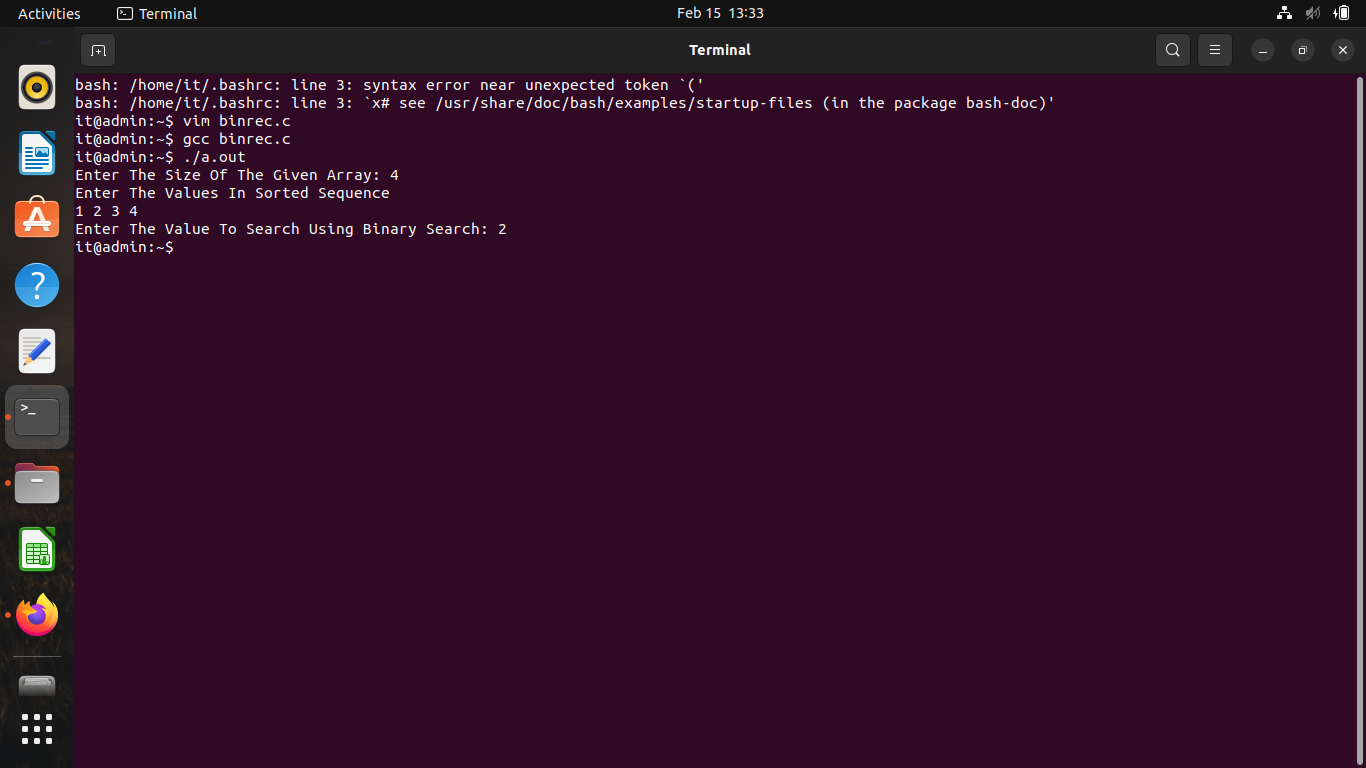 Activities
Terminal
Feb 15 13:33
Terminal
bash: /home/it/.bashrc: line 3: syntax error near unexpected token `('
bash: /home/it/.bashrc: line 3: `x# see /usr/share/doc/bash/examples/startup-files (in the package bash-doc)'
it@admin:~$ vim binrec.c
it@admin:~$ gcc binrec.c
it@admin:~$ ./a.out
Enter The Size Of The Given Array: 4
Enter The Values In Sorted Sequence
1 2 3 4
Enter The Value To Search Using Binary Search: 2
it@admin:~$